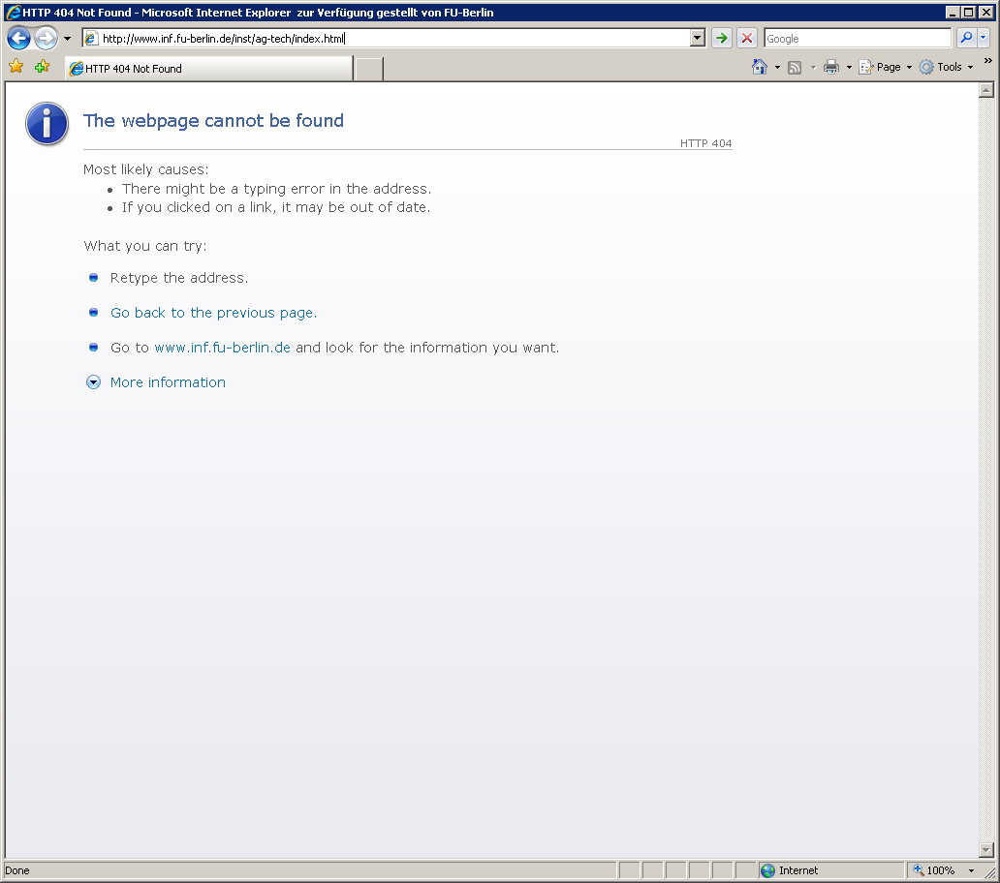 HTTP 404 Not Found - Microsoft Internet Explorer zur Verfügung gestellt von FU-Berlin
http://www.inf.fu-berlin.de/inst/ag-tech/index.html
Google
HTTP 404 Not Found
Page
Tools
»
The webpage cannot be found
HTTP 404
Most likely causes:
• There might be a typing error in the address.
• If you clicked on a link, it may be out of date.
What you can try:
Retype the address.
Go back to the previous page.
Go to www.inf.fu-berlin.de and look for the information you want.
More information
Done
Internet
100%